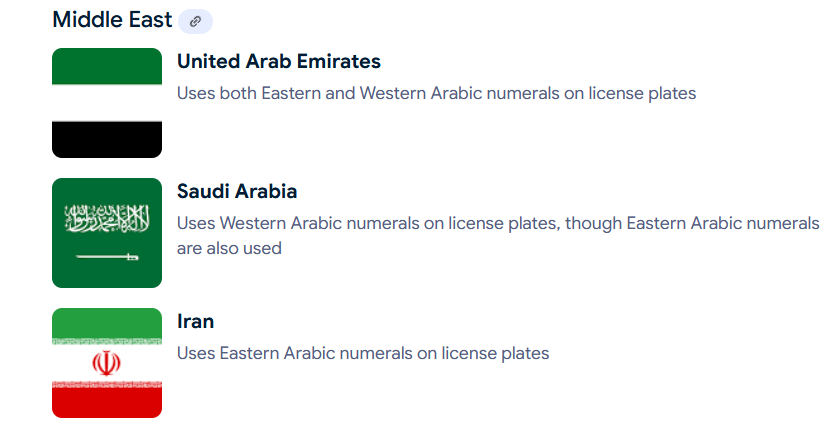 Middle East
United Arab Emirates
Uses both Eastern and Western Arabic numerals on license plates
Saudi Arabia
Uses Western Arabic numerals on license plates, though Eastern Arabic numerals
are also used
Iran
Uses Eastern Arabic numerals on license plates